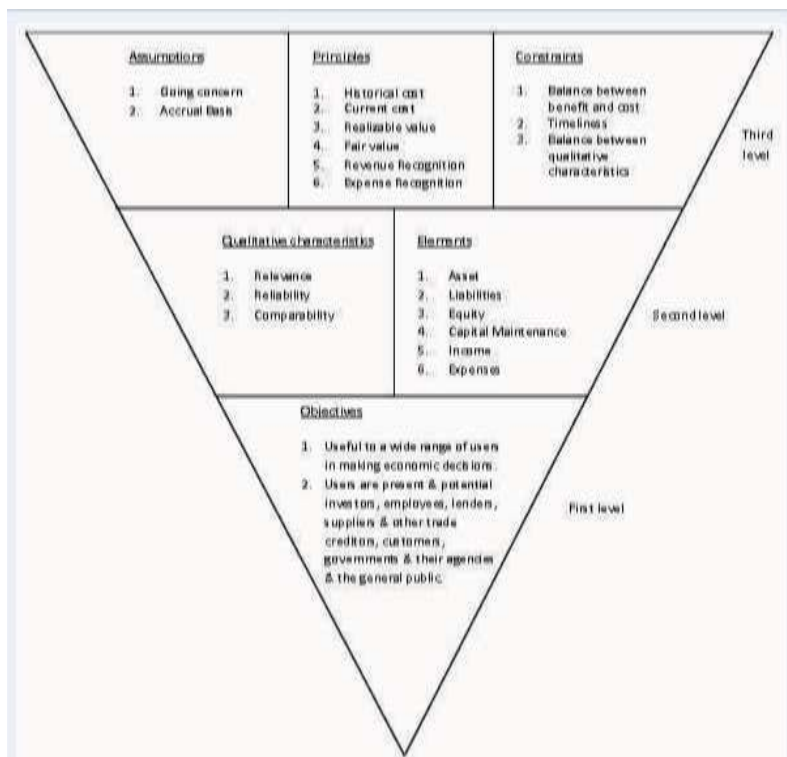 Assumptions
1. Going concern
2. Accrual Basis
Principles
1. Historical cost
2. Current cost
3. Realizable value
4. Fair value
5. Revenue Recognition
6. Expense Recognition
Constraints
1. Balance between
benefit and cost
2. Timeliness
3. Balance between
qualitative
characteristics
Third
level
Qualitative characteristics
1. Relevance
2. Reliability
3. Comparability
Elements
1. Asset
2. Liabilities
3. Equity
4. Capital Maintenance
5. Income
6. Expenses
Second level
Objectives
1. Useful to a wide range of users
in making economic decisions.
2. Users are present & potential
investors, employees, lenders,
suppliers & other trade
creditors, customers,
governments & their agencies
& the general public
First level